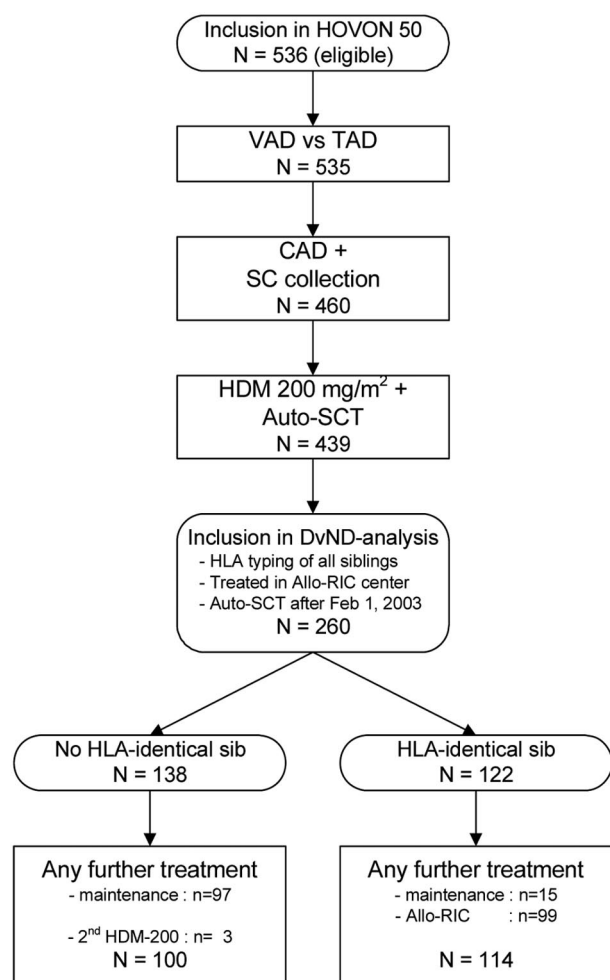 Inclusion in HOVON 50
N = 536 (eligible)
VAD vs TAD
N = 535
CAD +
SC collection
N = 460
HDM 200 mg/m² +
Auto-SCT
N = 439
Inclusion in DvND-analysis
- HLA typing of all siblings
- Treated in Allo-RIC center
- Auto-SCT after Feb 1, 2003
N = 260
No HLA-identical sib
N = 138
HLA-identical sib
N = 122
Any further treatment
- maintenance : n=97
- 2nd HDM-200 : n= 3
N = 100
Any further treatment
- maintenance : n=15
- Allo-RIC : n=99
N = 114